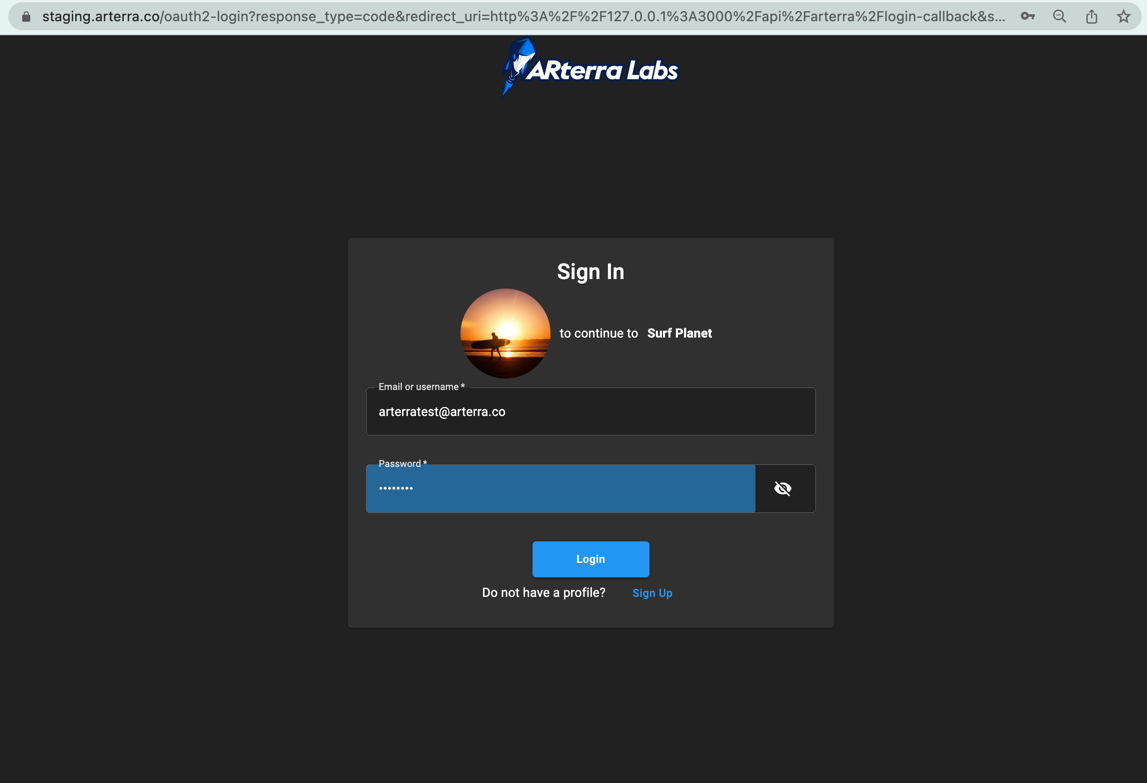 staging.arterra.co/oauth2-login?response_type=code&redirect_uri=http%3A%2F%2F127.0.0.1%3A3000%2Fapi%2Farterra%2Flogin-callback&s...
ARterra Labs
Sign In
to continue to Surf Planet
Email or username *
arterratest@arterra.co
Password *
••••••••
Login
Do not have a profile? Sign Up